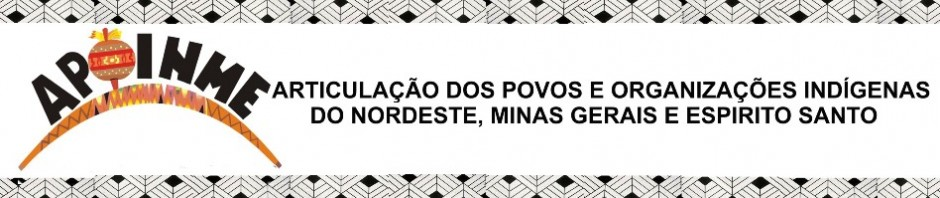 APOINME
ARTICULAÇÃO DOS POVOS E ORGANIZAÇÕES INDÍGENAS
DO NORDESTE, MINAS GERAIS E ESPIRITO SANTO